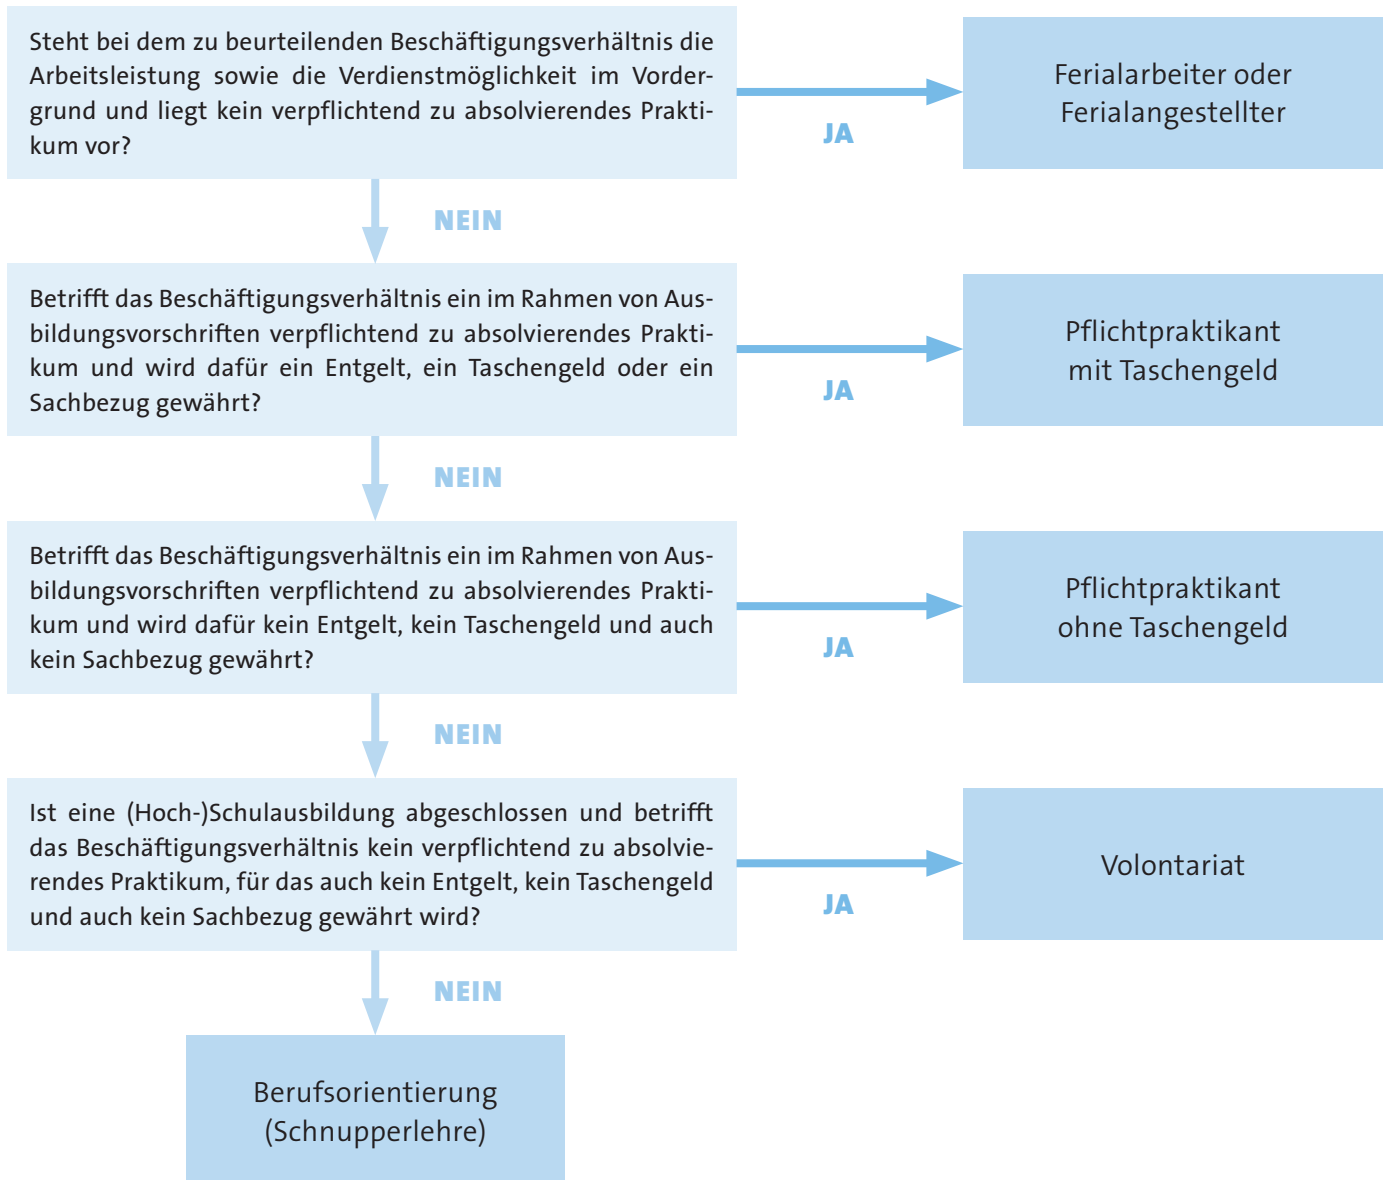 Steht bei dem zu beurteilenden Beschäftigungsverhältnis die
Arbeitsleistung sowie die Verdienstmöglichkeit im Vorder-
grund und liegt kein verpflichtend zu absolvierendes Prakti-
kum vor?
JA
Ferialarbeiter oder
Ferialangestellter
NEIN
Betrifft das Beschäftigungsverhältnis ein im Rahmen von Aus-
bildungsvorschriften verpflichtend zu absolvierendes Prakti-
kum und wird dafür ein Entgelt, ein Taschengeld oder ein
Sachbezug gewährt?
JA
Pflichtpraktikant
mit Taschengeld
NEIN
Betrifft das Beschäftigungsverhältnis ein im Rahmen von Aus-
bildungsvorschriften verpflichtend zu absolvierendes Prakti-
kum und wird dafür kein Entgelt, kein Taschengeld und auch
kein Sachbezug gewährt?
JA
Pflichtpraktikant
ohne Taschengeld
NEIN
Ist eine (Hoch-)Schulausbildung abgeschlossen und betrifft
das Beschäftigungsverhältnis kein verpflichtend zu absolvie-
rendes Praktikum, für das auch kein Entgelt, kein Taschengeld
und auch kein Sachbezug gewährt wird?
JA
Volontariat
NEIN
Berufsorientierung
(Schnupperlehre)